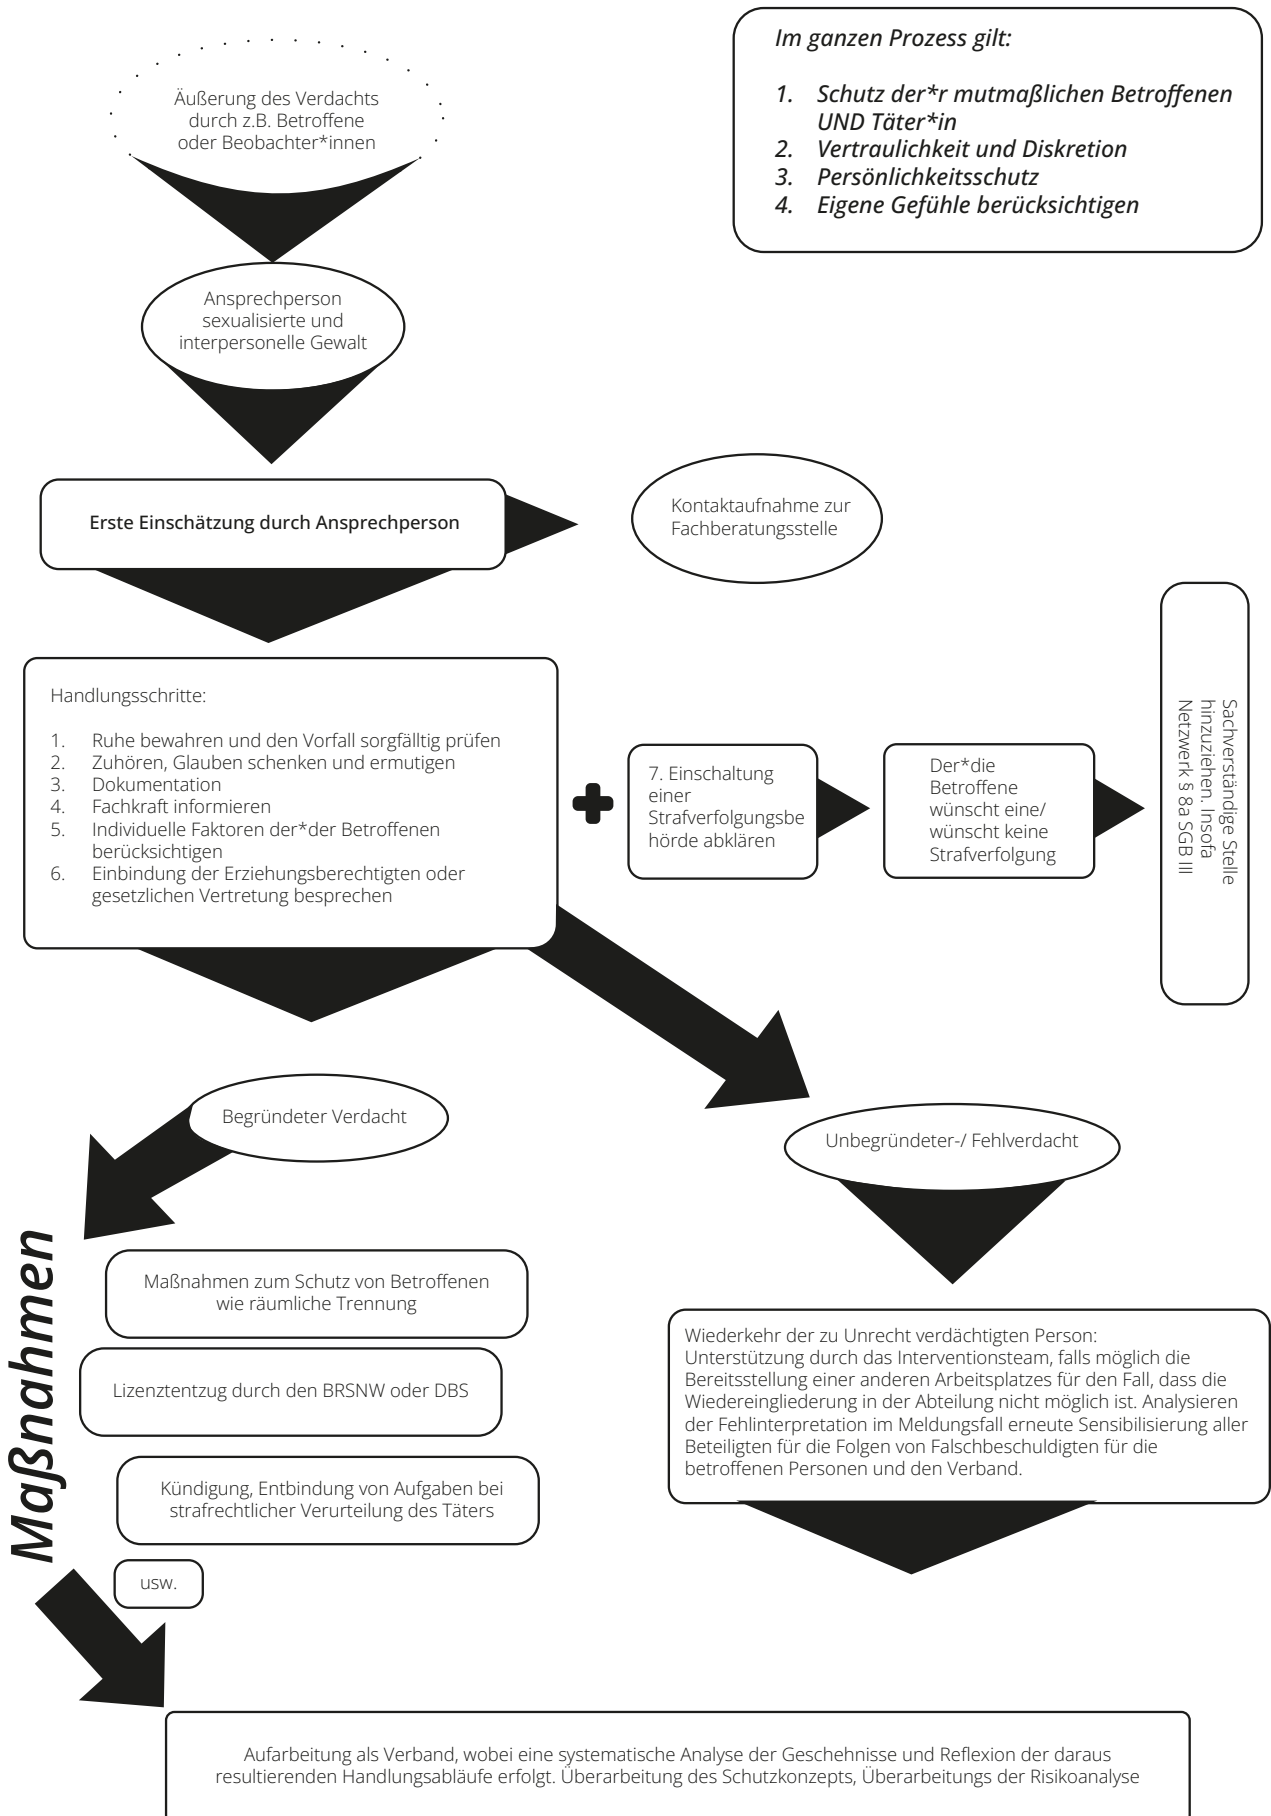 Im ganzen Prozess gilt:
1. Schutz der*r mutmaßlichen Betroffenen
UND Täter*in
2. Vertraulichkeit und Diskretion
3. Persönlichkeitsschutz
4. Eigene Gefühle berücksichtigen
Äußerung des Verdachts
durch z.B. Betroffene
oder Beobachter*innen
Ansprechperson
sexualisierte und
interpersonelle Gewalt
Erste Einschätzung durch Ansprechperson
Kontaktaufnahme zur
Fachberatungsstelle
Handlungsschritte:
1. Ruhe bewahren und den Vorfall sorgfälltig prüfen
2. Zuhören, Glauben schenken und ermutigen
3. Dokumentation
4. Fachkraft informieren
5. Individuelle Faktoren der*der Betroffenen
berücksichtigen
6. Einbindung der Erziehungsberechtigten oder
gesetzlichen Vertretung besprechen
7. Einschaltung
einer
Strafverfolgungsbe
hörde abklären
Der*die
Betroffene
wünscht eine/
wünscht keine
Strafverfolgung
Sachverständige Stelle
hinzuziehen. Insofa
Netzwerk § 8a SGB III
Begründeter Verdacht
Unbegründeter-/ Fehlverdacht
Maßnahmen
Maßnahmen zum Schutz von Betroffenen
wie räumliche Trennung
Lizenztentzug durch den BRSNW oder DBS
Kündigung, Entbindung von Aufgaben bei
strafrechtlicher Verurteilung des Täters
usw.
Wiederkehr der zu Unrecht verdächtigten Person:
Unterstützung durch das Interventionsteam, falls möglich die
Bereitsstellung einer anderen Arbeitsplatzes für den Fall, dass die
Wiedereingliederung in der Abteilung nicht möglich ist. Analysieren
der Fehlinterpretation im Meldungsfall erneute Sensibilisierung aller
Beteiligten für die Folgen von Falschbeschuldigten für die
betroffenen Personen und den Verband.
Aufarbeitung als Verband, wobei eine systematische Analyse der Geschehnisse und Reflexion der daraus
resultierenden Handlungsabläufe erfolgt. Überarbeitung des Schutzkonzepts, Überarbeitungs der Risikoanalyse